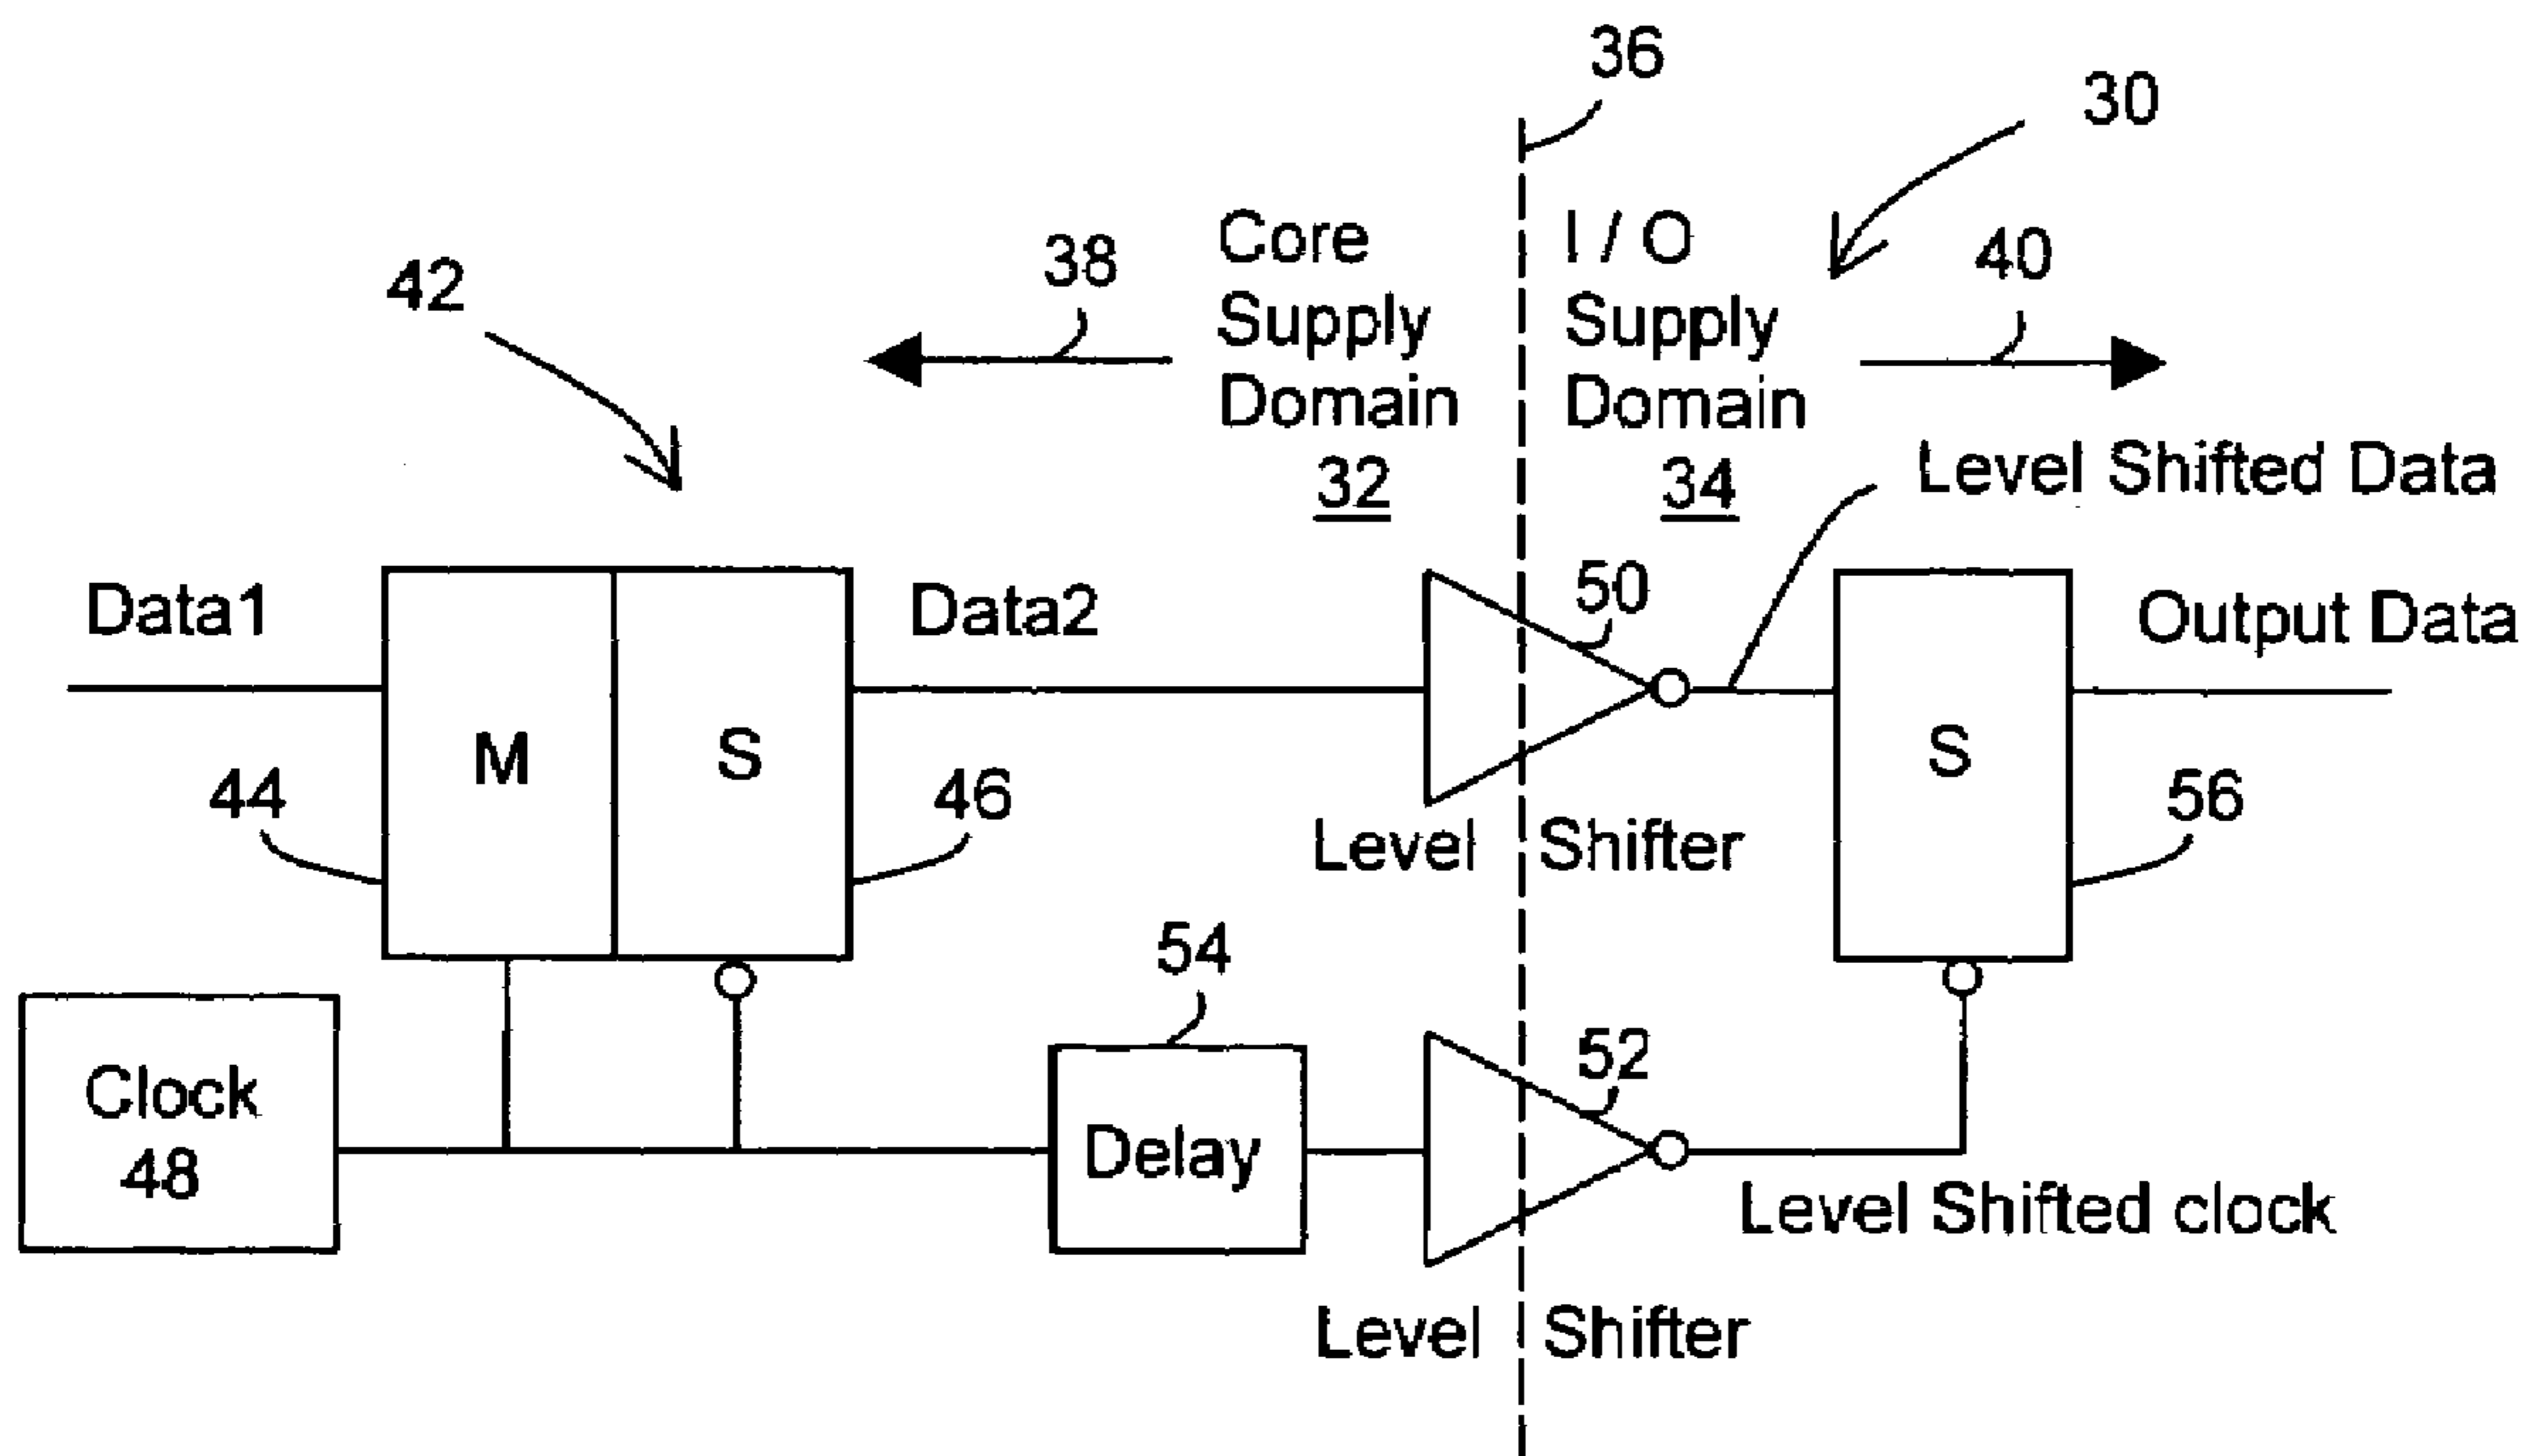 36
30
Core
Supply
Domain
32
I / O
Supply
Domain
34
38
40
42
Level Shifted Data
Data1
Data2
50
Output Data
M
S
S
44
46
Level Shifter
56
54
Clock
48
Delay
52
Level Shifted clock
Level Shifter